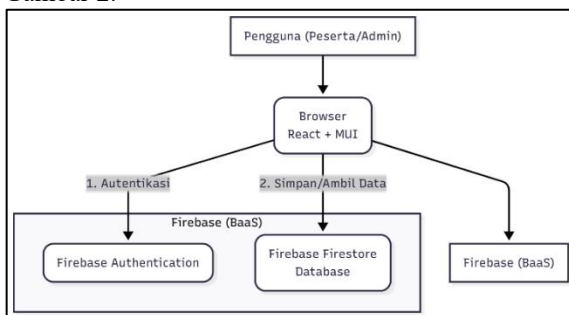 Pengguna (Peserta/Admin)
Browser
React + MUI
1. Autentikasi
2. Simpan/Ambil Data
Firebase (BaaS)
Firebase Authentication
Firebase Firestore
Database
Firebase (BaaS)